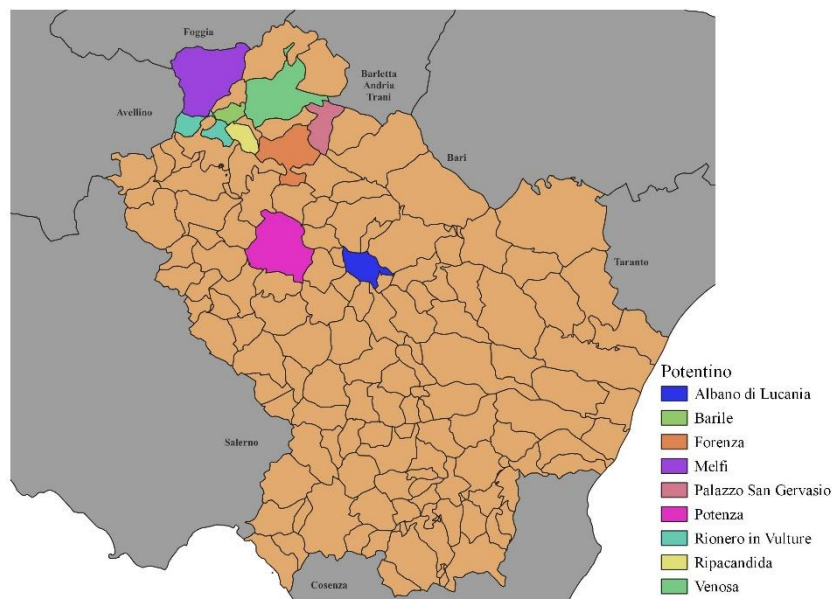 Foggia
Barletta
Andria
Trani
Avellino
Bari
Taranto
Salerno
Cosenza
Potentino
Albano di Lucania
Barile
Forenza
Melfi
Palazzo San Gervasio
Potenza
Rionero in Vulture
Ripacandida
Venosa